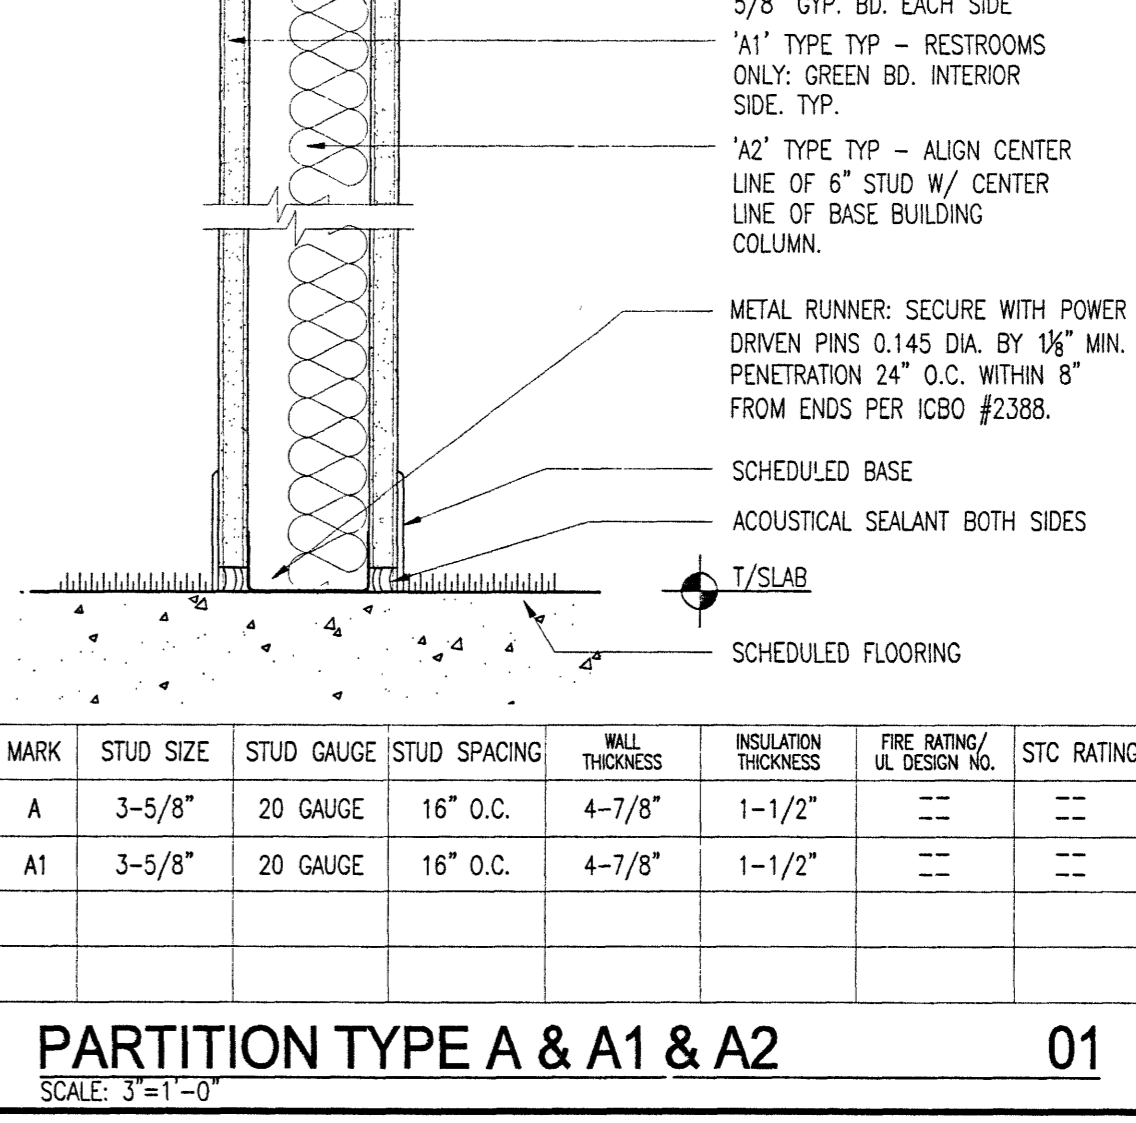 5/8" GYP. BD. EACH SIDE
'A1' TYPE TYP – RESTROOMS
ONLY: GREEN BD. INTERIOR
SIDE. TYP.
'A2' TYPE TYP – ALIGN CENTER
LINE OF 6" STUD W/ CENTER
LINE OF BASE BUILDING
COLUMN.
METAL RUNNER: SECURE WITH POWER
DRIVEN PINS 0.145 DIA. BY 1⅛" MIN.
PENETRATION 24" O.C. WITHIN 8"
FROM ENDS PER ICBO #2388.
SCHEDULED BASE
ACOUSTICAL SEALANT BOTH SIDES
T/SLAB
SCHEDULED FLOORING
MARK STUD SIZE STUD GAUGE STUD SPACING WALL THICKNESS INSULATION THICKNESS FIRE RATING/ UL DESIGN NO. STC RATING
A 3–5/8" 20 GAUGE 16" O.C. 4–7/8" 1–1/2" –– ––
A1 3–5/8" 20 GAUGE 16" O.C. 4–7/8" 1–1/2" –– ––
PARTITION TYPE A & A1 & A2 01
SCALE: 3"=1'–0"